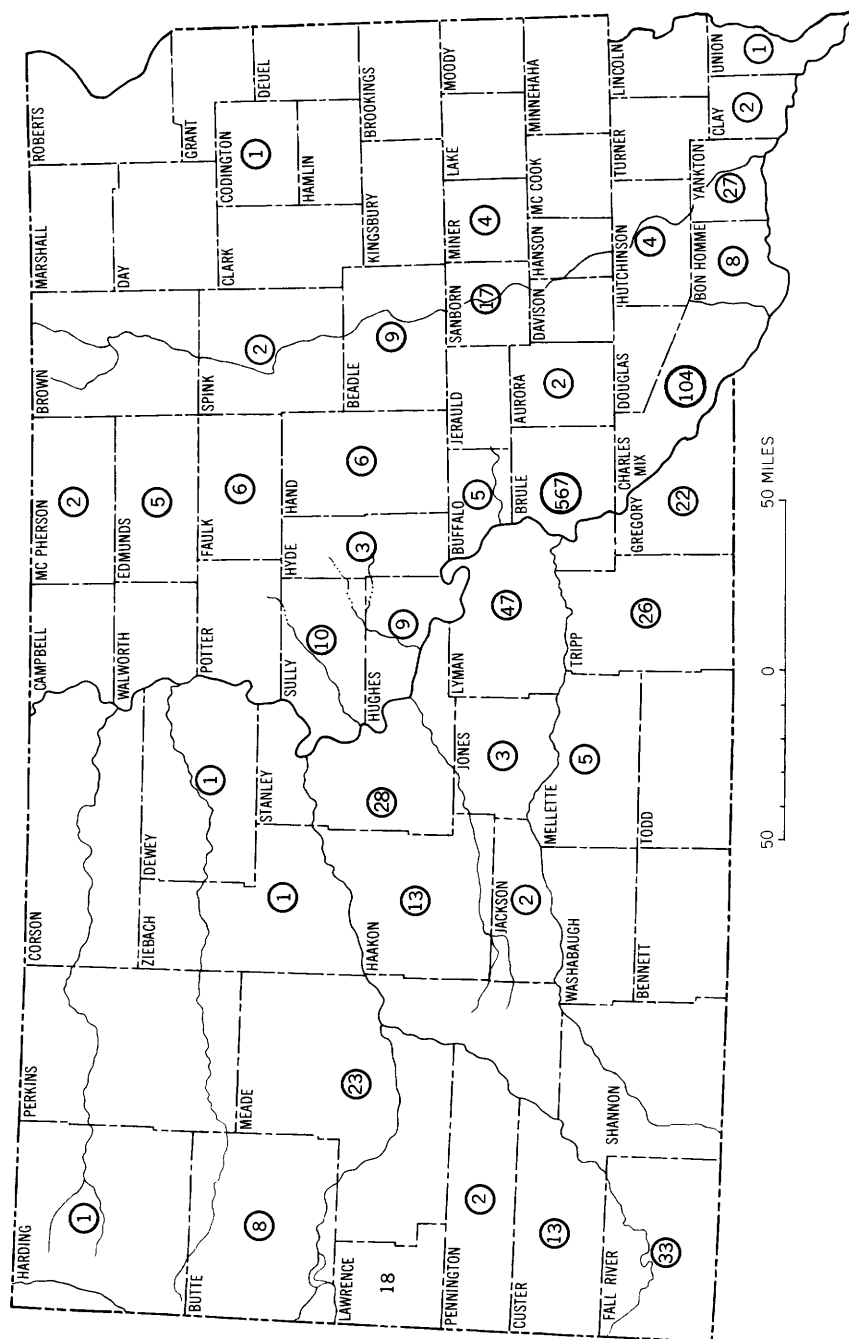 HARDING
1
PERKINS
CORSON
CAMPBELL
MC PHERSON
2
BROWN
MARSHALL
ROBERTS
WALWORTH
EDMUNDS
5
DAY
BUTTE
8
ZIEBACH
1
DEWEY
1
POTTER
FAULK
6
SPINK
2
CLARK
CODINGTON
1
GRANT
DEUEL
HAMLIN
MEADE
23
STANLEY
28
SULLY
10
HYDE
3
HAND
6
BEADLE
9
KINGSBURY
BROOKINGS
LAWRENCE
18
HAAKON
13
HUGHES
9
PENNINGTON
2
JONES
3
LYMAN
47
BUFFALO
5
JERAULD
SANBORN
17
MINER
4
LAKE
MOODY
CUSTER
13
JACKSON
2
BRULE
567
AURORA
2
DAVISON
HANSON
MC COOK
MINNEHAHA
FALL RIVER
33
SHANNON
WASHABAUGH
MELLETTE
5
TRIPP
26
GREGORY
22
CHARLES
MIX
104
DOUGLAS
HUTCHINSON
4
TURNER
LINCOLN
BENNETT
TODD
BON HOMME
8
YANKTON
27
CLAY
2
UNION
1
50 0 50 MILES